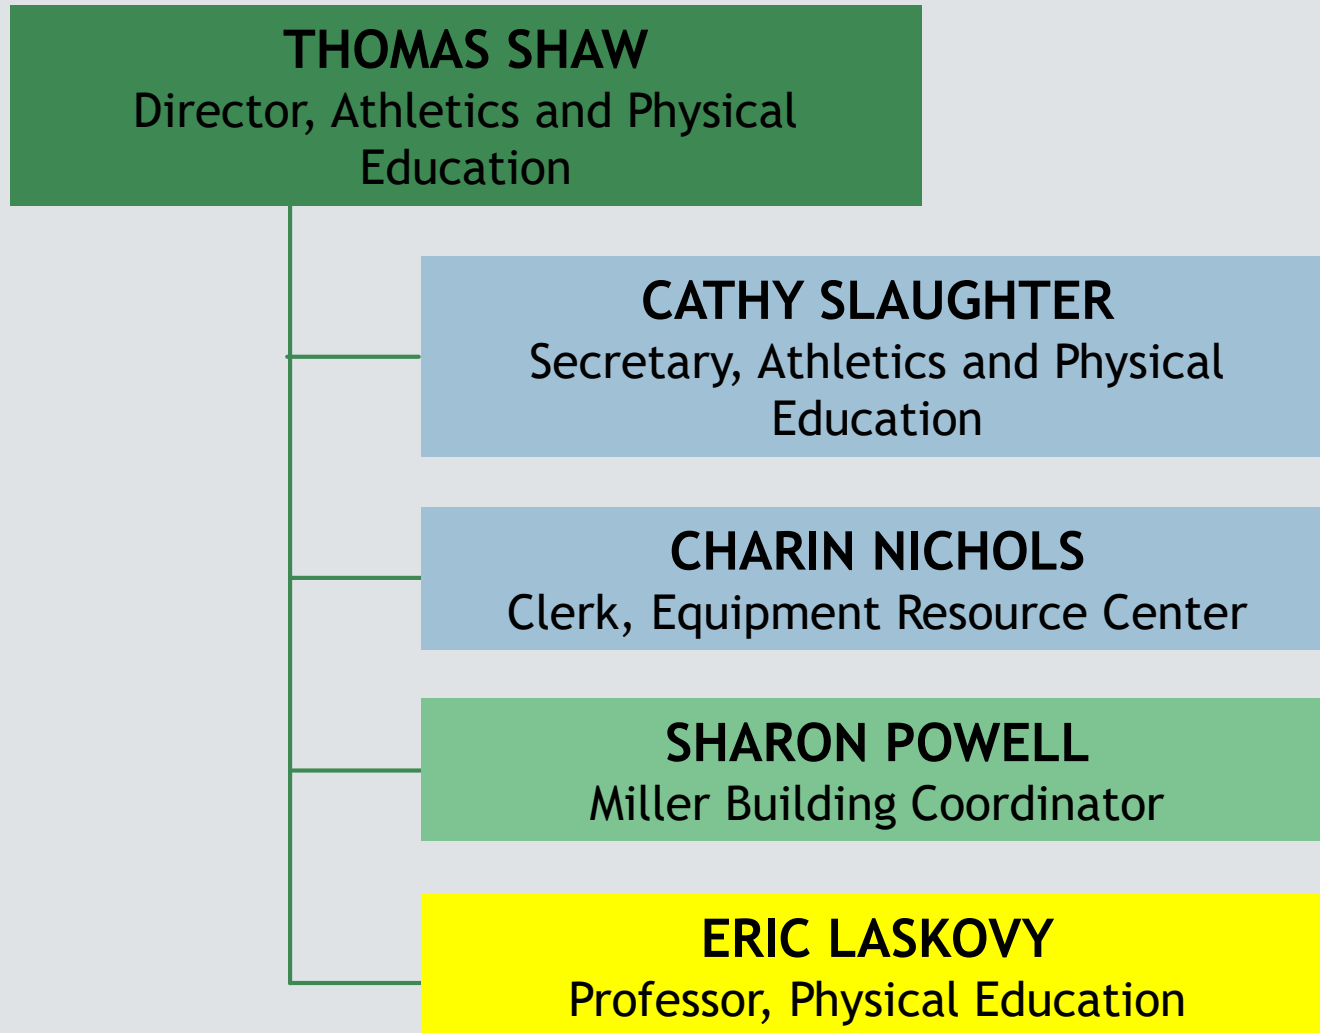 THOMAS SHAW
Director, Athletics and Physical
Education
CATHY SLAUGHTER
Secretary, Athletics and Physical
Education
CHARIN NICHOLS
Clerk, Equipment Resource Center
SHARON POWELL
Miller Building Coordinator
ERIC LASKOVY
Professor, Physical Education